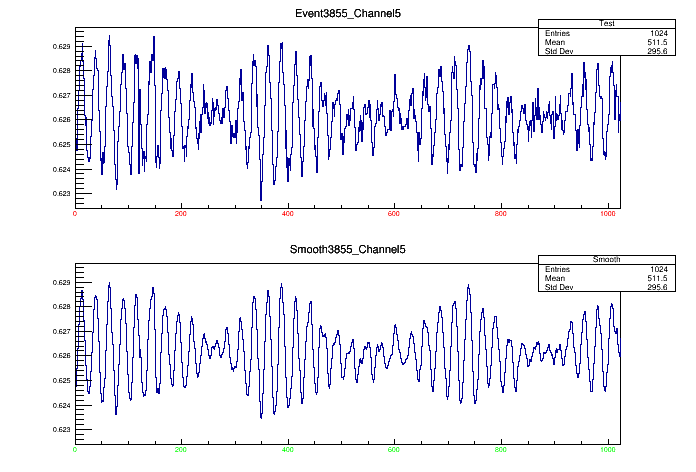 Event3855_Channel5
Test
Entries 1024
Mean 511.5
Std Dev 295.6
0.629
0.628
0.627
0.626
0.625
0.624
0.623
0 200 400 600 800 1000
Smooth3855_Channel5
Smooth
Entries 1024
Mean 511.5
Std Dev 295.6
0.629
0.628
0.627
0.626
0.625
0.624
0.623
0 200 400 600 800 1000